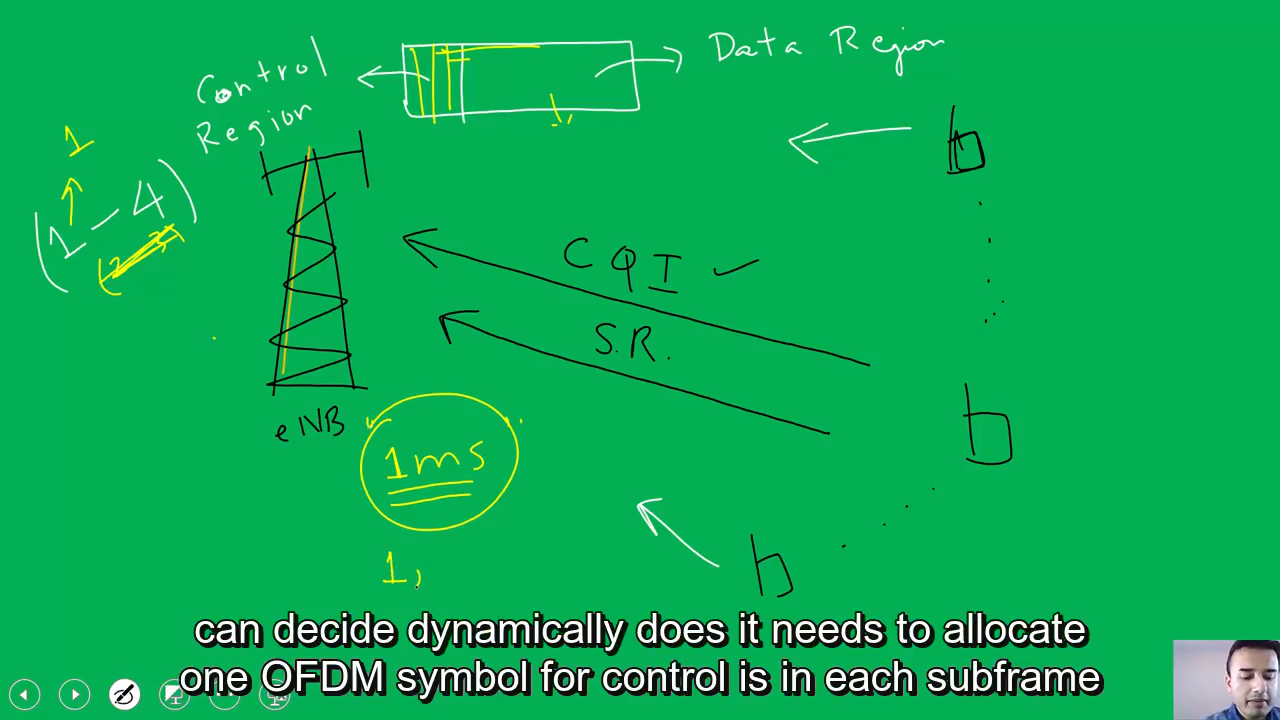 Data Region
Control
Region
1
(1-4)
CQI
S.R.
eNB
1ms
1,
can decide dynamically does it needs to allocate
one OFDM symbol for control is in each subframe